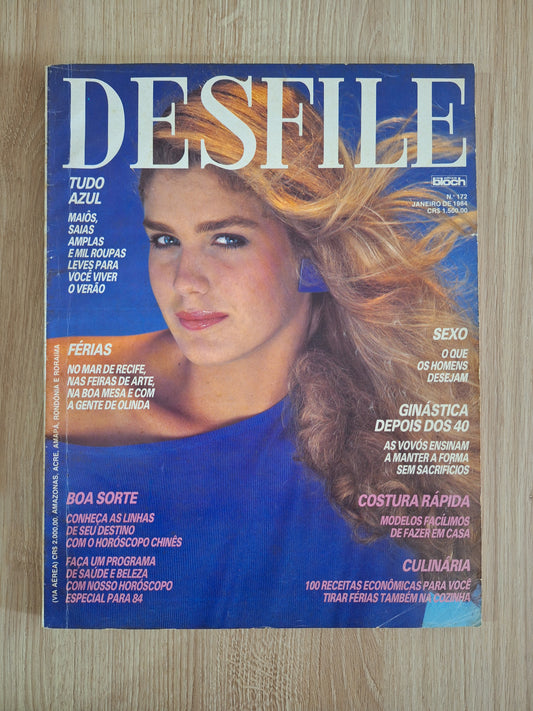 DESFILE
bloch
N.º 172
JANEIRO DE 1984
CR$ 1.500,00
TUDO
AZUL
MAIÔS,
SAIAS
AMPLAS
E MIL ROUPAS
LEVES PARA
VOCÊ VIVER
O VERÃO
FÉRIAS
NO MAR DE RECIFE,
NAS FEIRAS DE ARTE,
NA BOA MESA E COM
A GENTE DE OLINDA
SEXO
O QUE
OS HOMENS
DESEJAM
GINÁSTICA
DEPOIS DOS 40
AS VOVÓS ENSINAM
A MANTER A FORMA
SEM SACRIFÍCIOS
BOA SORTE
CONHEÇA AS LINHAS
DE SEU DESTINO
COM O HORÓSCOPO CHINÊS
FAÇA UM PROGRAMA
DE SAÚDE E BELEZA
COM NOSSO HORÓSCOPO
ESPECIAL PARA 84
COSTURA RÁPIDA
MODELOS FACÍLIMOS
DE FAZER EM CASA
CULINÁRIA
100 RECEITAS ECONÔMICAS PARA VOCÊ
TIRAR FÉRIAS TAMBÉM NA COZINHA
(VIA AÉREA) CR$ 2.000,00, AMAZONAS, ACRE, AMAPÁ, RONDÔNIA E RORAIMA